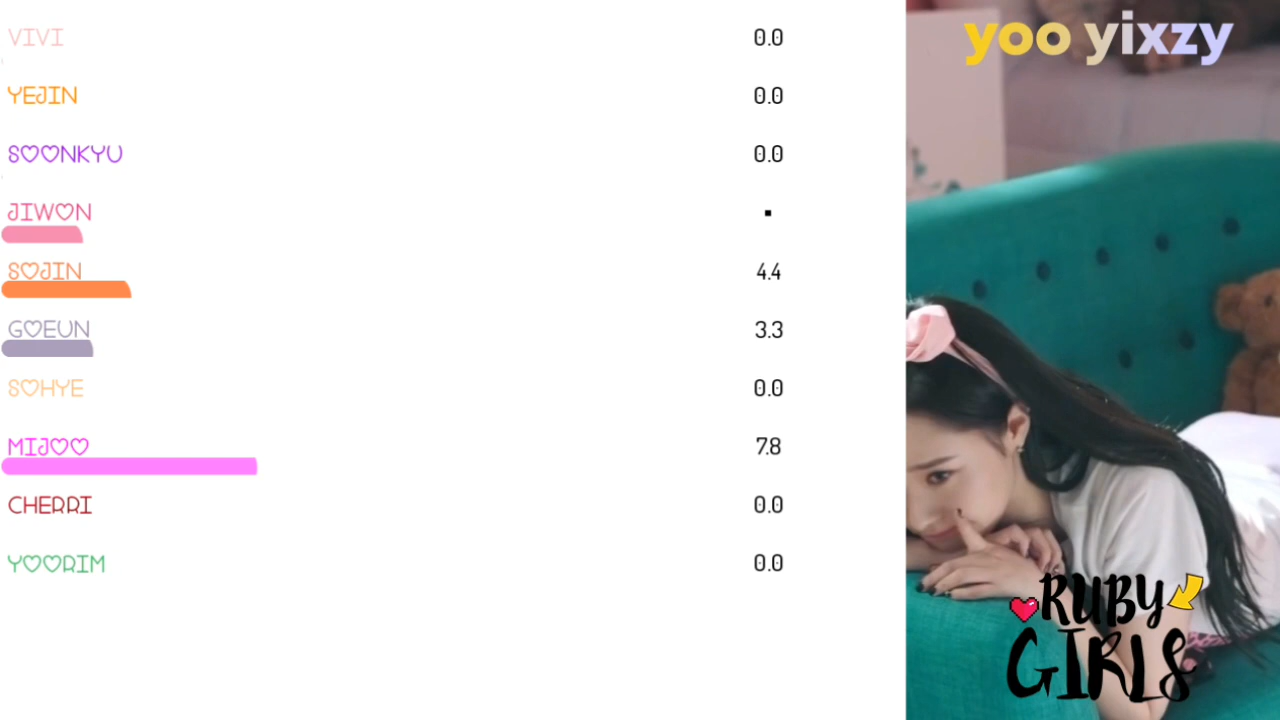 VIVI 0.0
YEJIN 0.0
S♡♡NKYU 0.0
JIW♡N
S♡JIN 4.4
G♡EUN 3.3
S♡HYE 0.0
MIJ♡♡ 7.8
CHERRI 0.0
Y♡♡RIM 0.0
yoo yixzy
RUBY
GIRLS